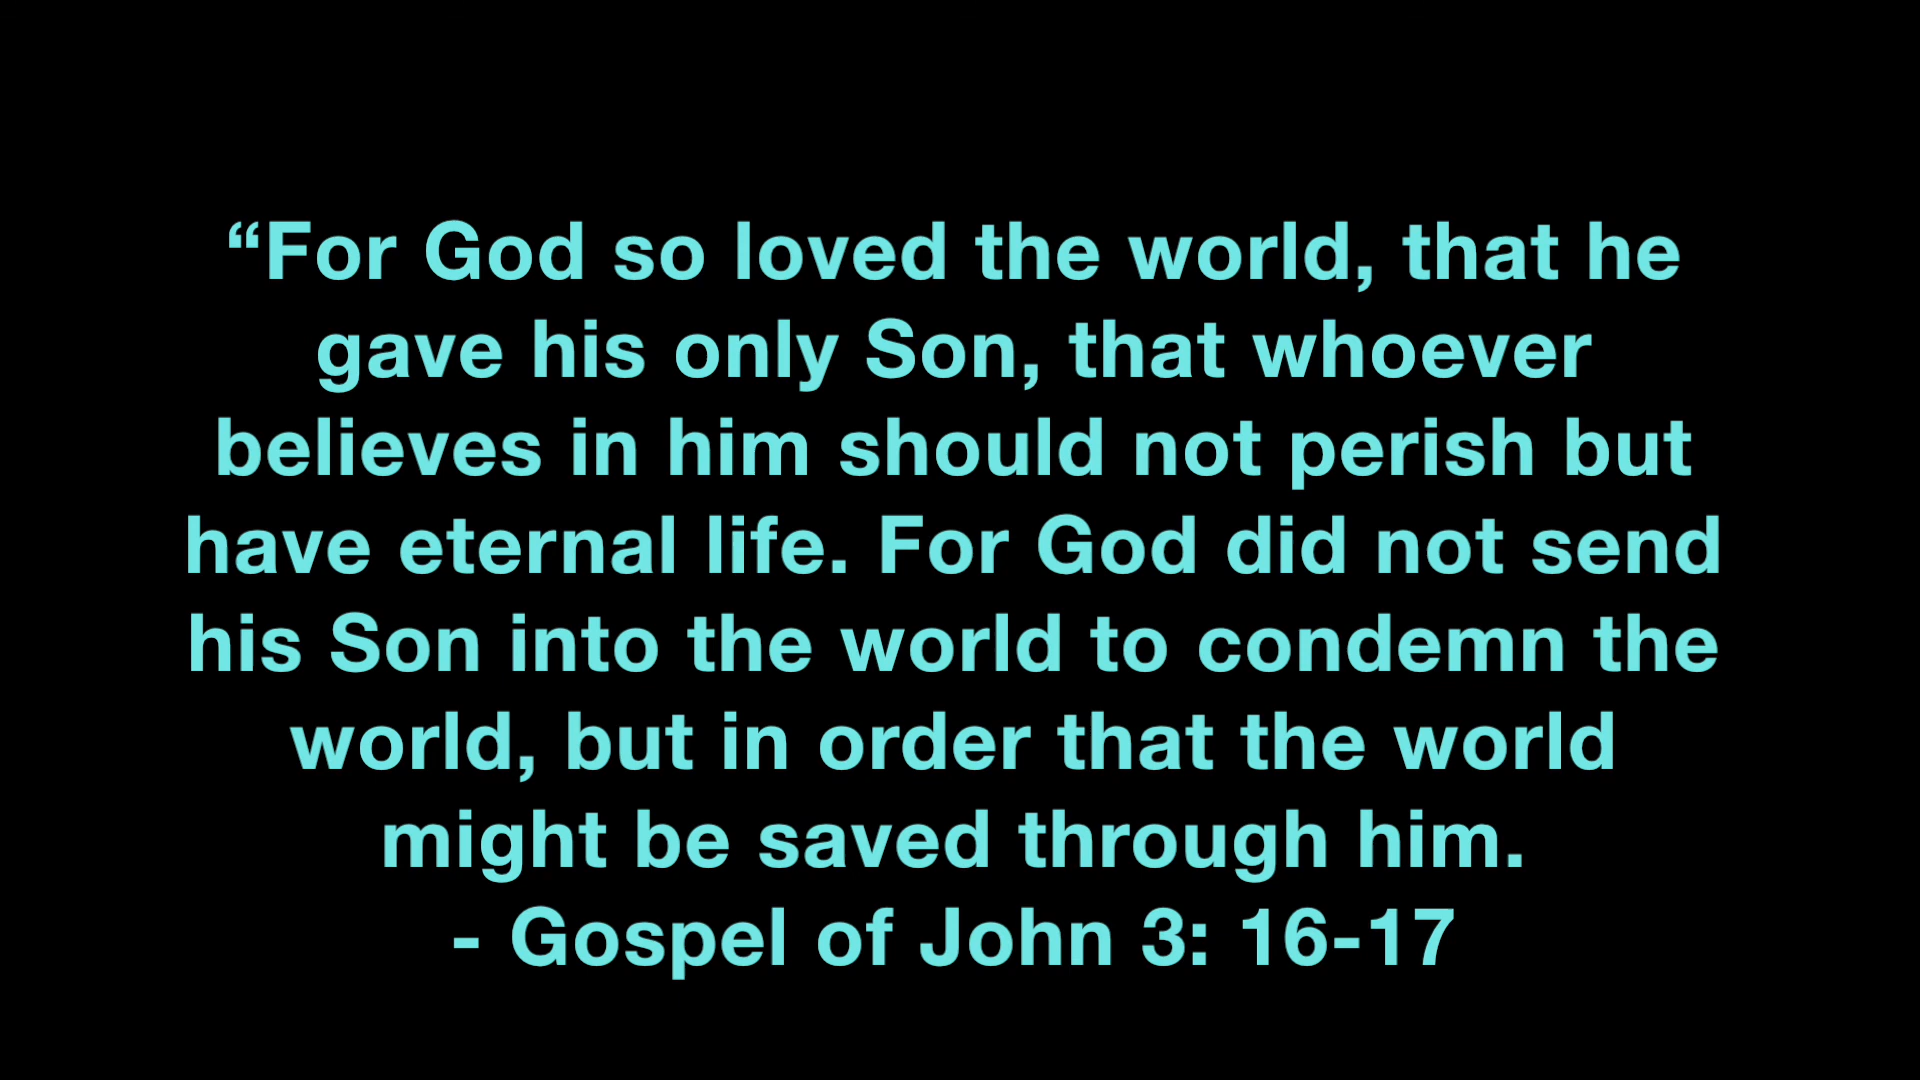 “For God so loved the world, that he
gave his only Son, that whoever
believes in him should not perish but
have eternal life. For God did not send
his Son into the world to condemn the
world, but in order that the world
might be saved through him.
- Gospel of John 3: 16-17